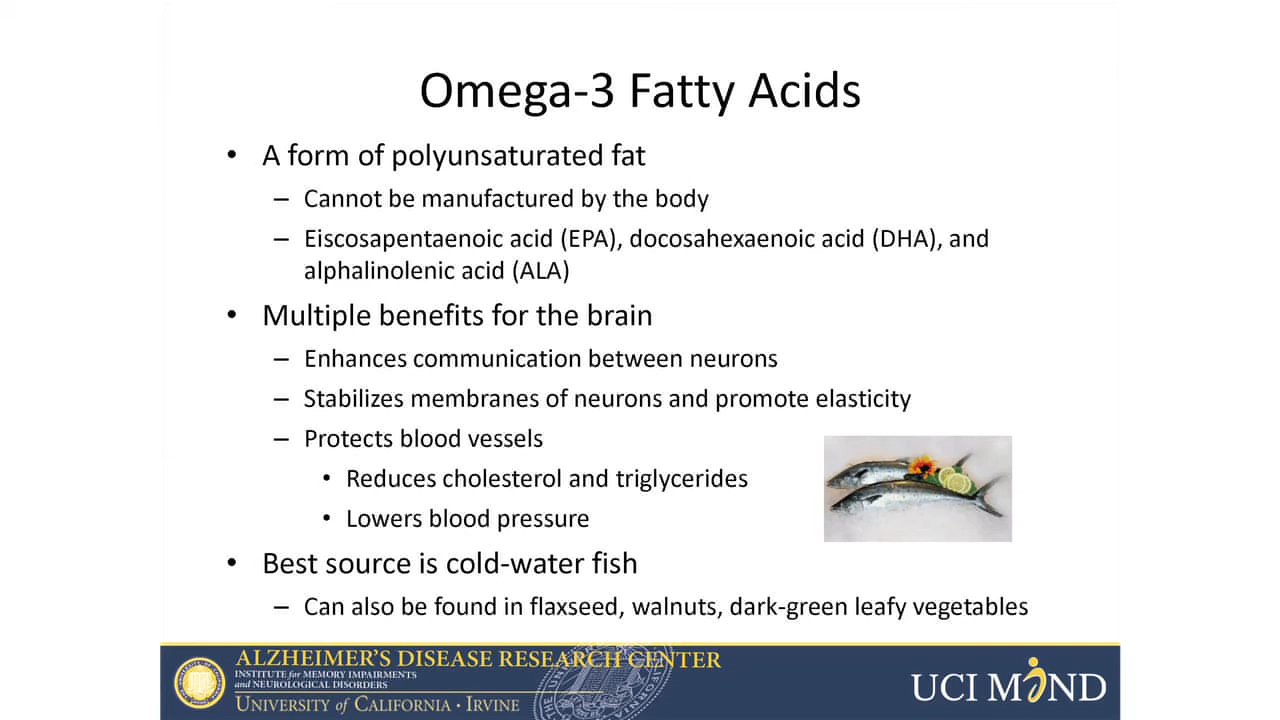 Omega-3 Fatty Acids
• A form of polyunsaturated fat
– Cannot be manufactured by the body
– Eiscosapentaenoic acid (EPA), docosahexaenoic acid (DHA), and
alphalinolenic acid (ALA)
• Multiple benefits for the brain
– Enhances communication between neurons
– Stabilizes membranes of neurons and promote elasticity
– Protects blood vessels
• Reduces cholesterol and triglycerides
• Lowers blood pressure
• Best source is cold-water fish
– Can also be found in flaxseed, walnuts, dark-green leafy vegetables
ALZHEIMER'S DISEASE RESEARCH CENTER
INSTITUTE for MEMORY IMPAIRMENTS
and NEUROLOGICAL DISORDERS
UNIVERSITY of CALIFORNIA • IRVINE
UCI MIND